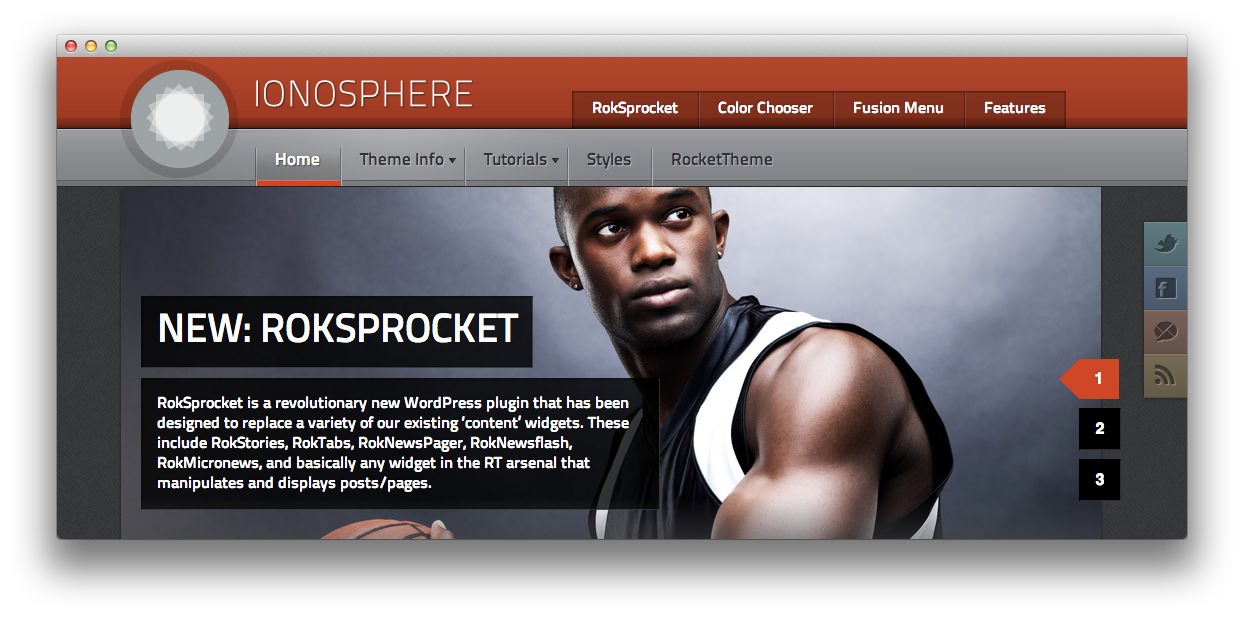 IONOSPHERE
RokSprocket Color Chooser Fusion Menu Features
Home Theme Info Tutorials Styles RocketTheme
NEW: ROKSPROCKET
RokSprocket is a revolutionary new WordPress plugin that has been
designed to replace a variety of our existing 'content' widgets. These
include RokStories, RokTabs, RokNewsPager, RokNewsflash,
RokMicronews, and basically any widget in the RT arsenal that
manipulates and displays posts/pages.
1
2
3